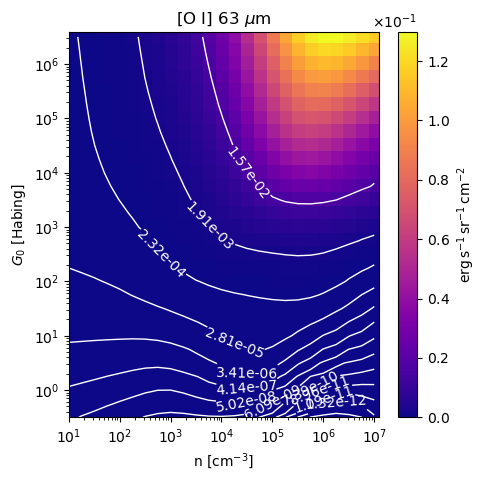 [O I] 63 μm
×10⁻¹
G₀ [Habing]
10⁶
10⁵
10⁴
10³
10²
10¹
10⁰
1.57e-02
1.91e-03
2.32e-04
2.81e-05
3.41e-06
4.14e-07
5.02e-08
10¹ 10² 10³ 10⁴ 10⁵ 10⁶ 10⁷
n [cm⁻³]
1.2
1.0
0.8
0.6
0.4
0.2
0.0
erg s⁻¹ sr⁻¹ cm⁻²